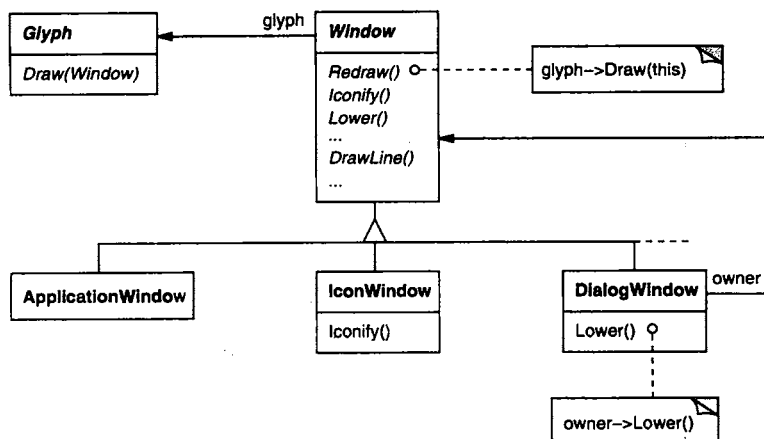 Glyph
Draw(Window)
glyph
Window
Redraw()
Iconify()
Lower()
...
DrawLine()
...
glyph–>Draw(this)
ApplicationWindow
IconWindow
Iconify()
DialogWindow
Lower()
owner
owner–>Lower()